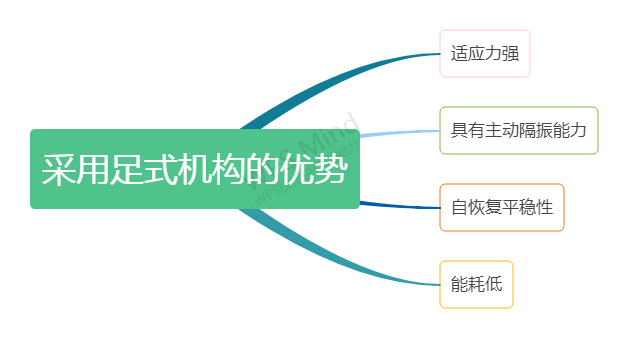 适应力强
具有主动隔振能力
采用足式机构的优势
自恢复平稳性
能耗低